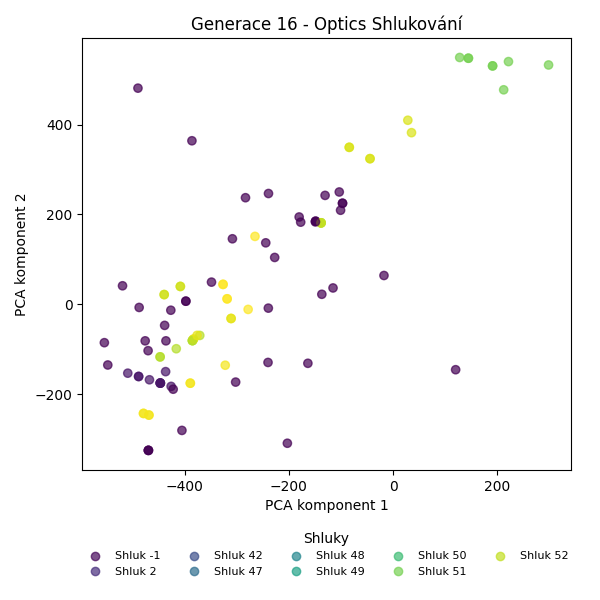 Generace 16 - Optics Shlukování
PCA komponent 2
400
200
0
−200
−400 −200 0 200
PCA komponent 1
Shluky
Shluk -1 Shluk 42 Shluk 48 Shluk 50 Shluk 52
Shluk 2 Shluk 47 Shluk 49 Shluk 51